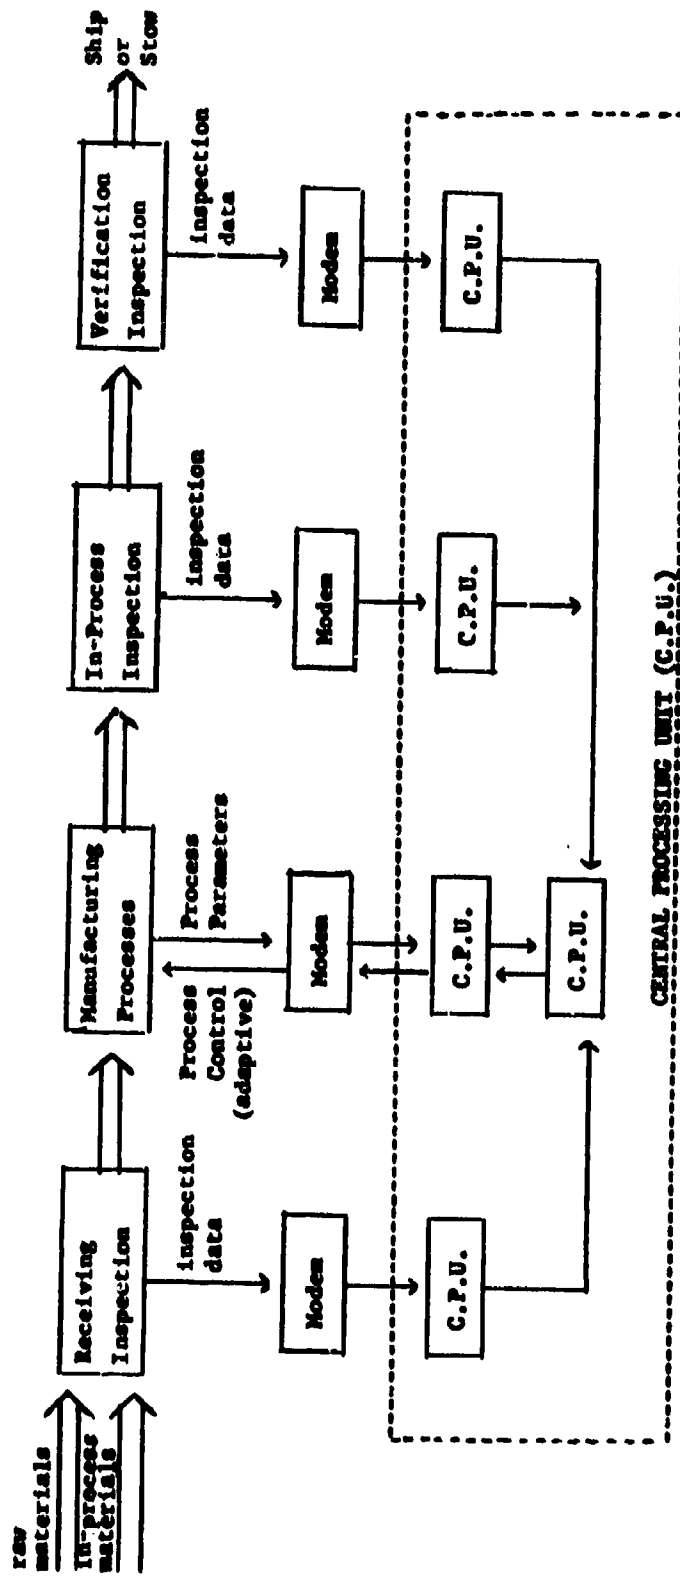 raw
materials
in-process
materials
Receiving
Inspection
inspection
data
Modem
C.P.U.
Manufacturing
Processes
Process
Control
(adaptive)
Process
Parameters
Modem
C.P.U.
C.P.U.
In-Process
Inspection
inspection
data
Modem
C.P.U.
Verification
Inspection
inspection
data
Modem
C.P.U.
Ship
or
Stow
CENTRAL PROCESSING UNIT (C.P.U.)